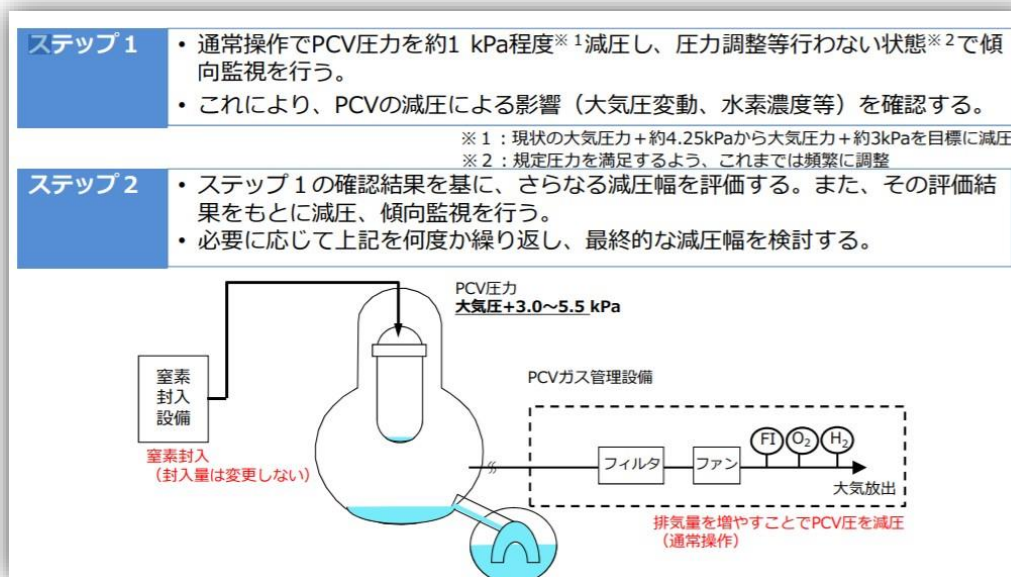 ステップ1
・通常操作でPCV圧力を約1 kPa程度※1減圧し、圧力調整等行わない状態※2で傾
向監視を行う。
・これにより、PCVの減圧による影響（大気圧変動、水素濃度等）を確認する。
※1：現状の大気圧力＋約4.25kPaから大気圧力＋約3kPaを目標に減圧
※2：規定圧力を満足するよう、これまでは頻繁に調整
ステップ2
・ステップ1の確認結果を基に、さらなる減圧幅を評価する。また、その評価結
果をもとに減圧、傾向監視を行う。
・必要に応じて上記を何度か繰り返し、最終的な減圧幅を検討する。
PCV圧力
大気圧+3.0～5.5 kPa
窒素
封入
設備
窒素封入
（封入量は変更しない）
PCVガス管理設備
フィルタ
ファン
FI
O2
H2
大気放出
排気量を増やすことでPCV圧を減圧
（通常操作）